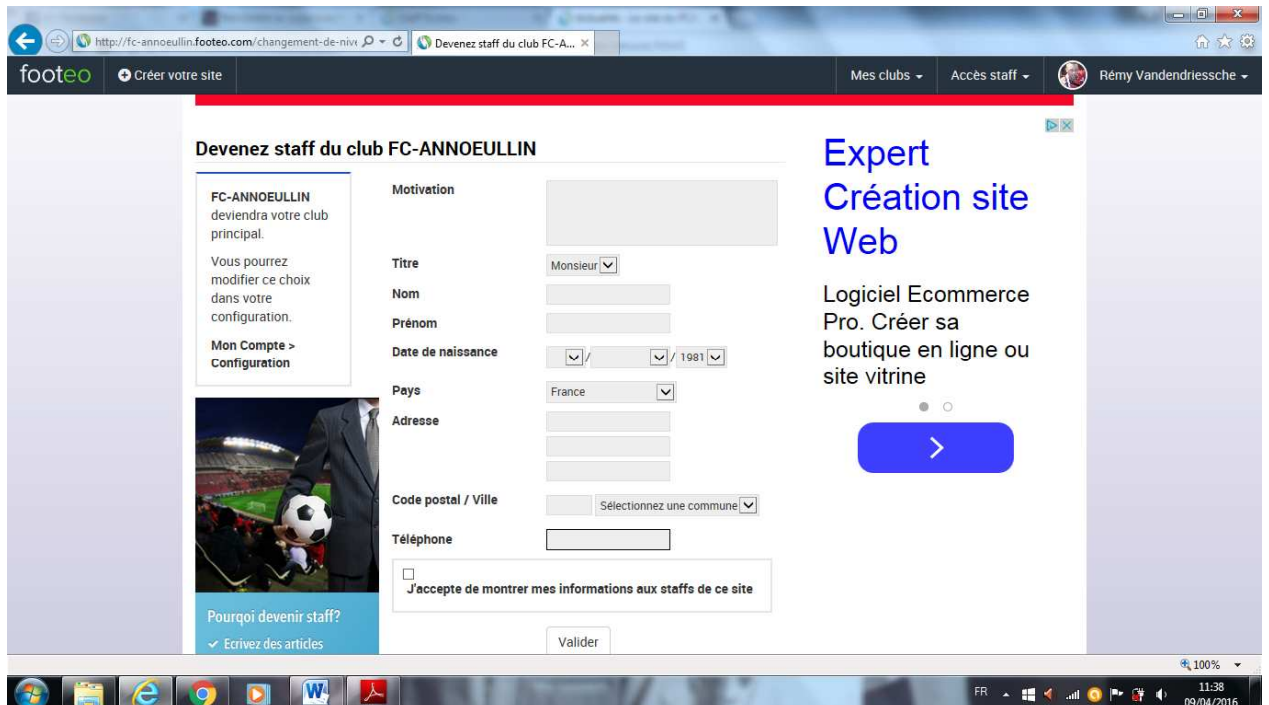 http://fc-annoeullin.footeo.com/changement-de-nive
Devenez staff du club FC-A...
footeo
Créer votre site
Mes clubs
Accès staff
Rémy Vandendriessche
Devenez staff du club FC-ANNOEULLIN
FC-ANNOEULLIN
deviendra votre club
principal.
Vous pourrez
modifier ce choix
dans votre
configuration.
Mon Compte >
Configuration
Pourqoi devenir staff?
Ecrivez des articles
Motivation
Titre
Monsieur
Nom
Prénom
Date de naissance
/ / 1981
Pays
France
Adresse
Code postal / Ville
Sélectionnez une commune
Téléphone
J'accepte de montrer mes informations aux staffs de ce site
Valider
Expert
Création site
Web
Logiciel Ecommerce
Pro. Créer sa
boutique en ligne ou
site vitrine
100%
FR
11:38
09/04/2016